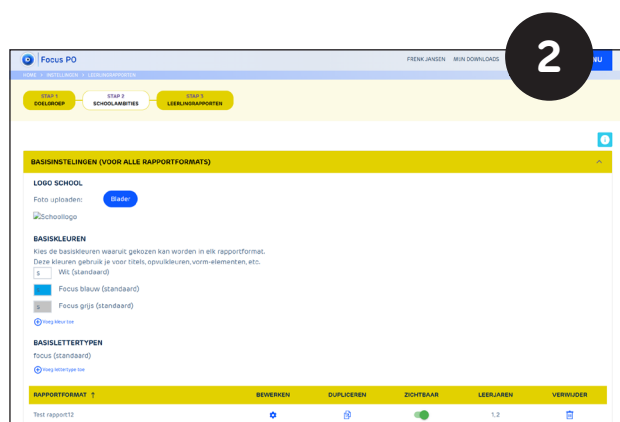 2
Focus PO
FRENK JANSEN MIJN DOWNLOADS NU
HOME > INSTELLINGEN > LEERLINGRAPPORTEN
STAP 1 STAP 2 STAP 3
DOELGROEP SCHOOLAMBITIES LEERLINGRAPPORTEN
BASISINSTELINGEN (VOOR ALLE RAPPORTFORMATS)
LOGO SCHOOL
Foto uploaden: Blader
Schoollogo
BASISKLEUREN
Kies de basiskleuren waaruit gekozen kan worden in elk rapportformat.
Deze kleuren gebruik je voor titels, opvulkleuren, vorm-elementen, etc.
S Wit (standaard)
Focus blauw (standaard)
S Focus grijs (standaard)
Voeg kleur toe
BASISLETTERTYPEN
focus (standaard)
Voeg lettertype toe
RAPPORTFORMAT ↑ BEWERKEN DUPLICEREN ZICHTBAAR LEERJAREN VERWIJDER
Test rapport12 1, 2